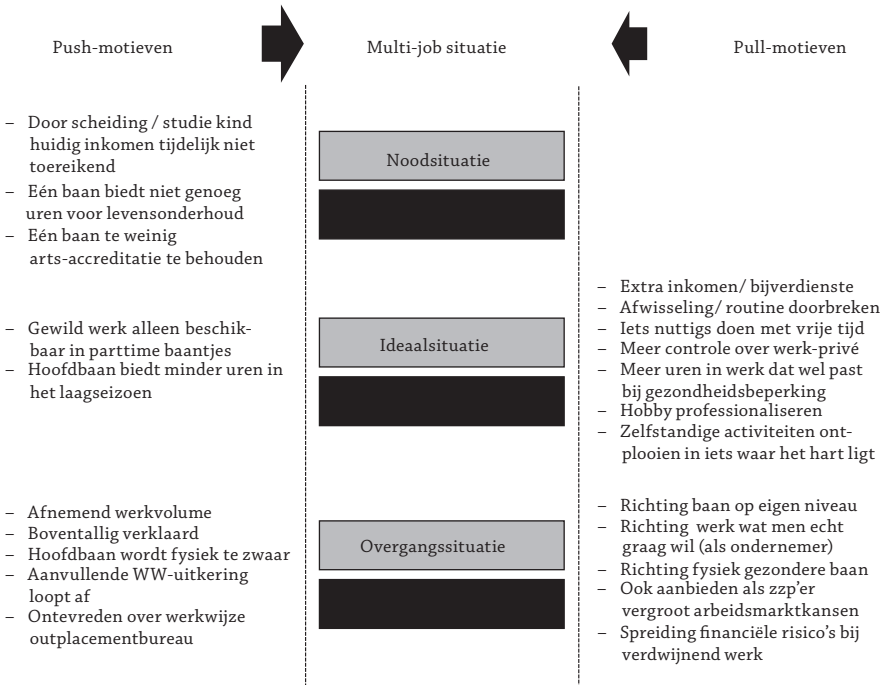 Push-motieven
Multi-job situatie
Pull-motieven
– Door scheiding / studie kind
huidig inkomen tijdelijk niet
toereikend
– Eén baan biedt niet genoeg
uren voor levensonderhoud
– Eén baan te weinig
arts-accreditatie te behouden
Noodsituatie
– Gewild werk alleen beschik-
baar in parttime baantjes
– Hoofdbaan biedt minder uren in
het laagseizoen
Ideaalsituatie
– Extra inkomen/ bijverdienste
– Afwisseling/ routine doorbreken
– Iets nuttigs doen met vrije tijd
– Meer controle over werk-privé
– Meer uren in werk dat wel past
bij gezondheidsbeperking
– Hobby professionaliseren
– Zelfstandige activiteiten ont-
plooien in iets waar het hart ligt
– Afnemend werkvolume
– Boventallig verklaard
– Hoofdbaan wordt fysiek te zwaar
– Aanvullende WW-uitkering
loopt af
– Ontevreden over werkwijze
outplacementbureau
Overgangssituatie
– Richting baan op eigen niveau
– Richting werk wat men echt
graag wil (als ondernemer)
– Richting fysiek gezondere baan
– Ook aanbieden als zzp'er
vergroot arbeidsmarktkansen
– Spreiding financiële risico's bij
verdwijnend werk